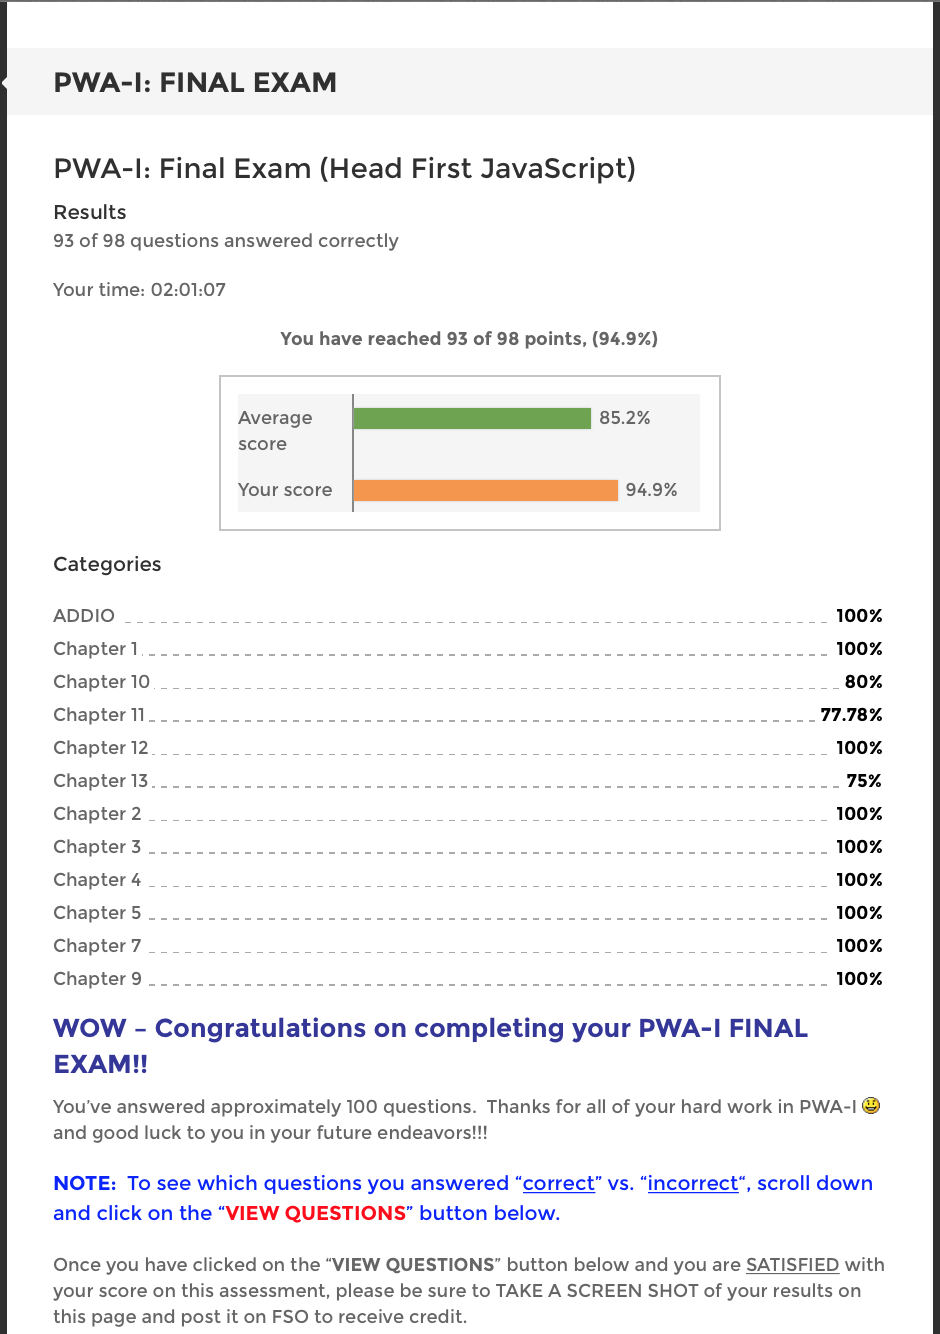 PWA-I: FINAL EXAM
PWA-I: Final Exam (Head First JavaScript)
Results
93 of 98 questions answered correctly
Your time: 02:01:07
You have reached 93 of 98 points, (94.9%)
Average
score
85.2%
Your score 94.9%
Categories
ADDIO 100%
Chapter 1 100%
Chapter 10 80%
Chapter 11 77.78%
Chapter 12 100%
Chapter 13 75%
Chapter 2 100%
Chapter 3 100%
Chapter 4 100%
Chapter 5 100%
Chapter 7 100%
Chapter 9 100%
WOW – Congratulations on completing your PWA-I FINAL
EXAM!!
You’ve answered approximately 100 questions.  Thanks for all of your hard work in PWA-I
and good luck to you in your future endeavors!!!
NOTE:  To see which questions you answered “correct” vs. “incorrect“, scroll down
and click on the “VIEW QUESTIONS” button below.
Once you have clicked on the “VIEW QUESTIONS” button below and you are SATISFIED with
your score on this assessment, please be sure to TAKE A SCREEN SHOT of your results on
this page and post it on FSO to receive credit.